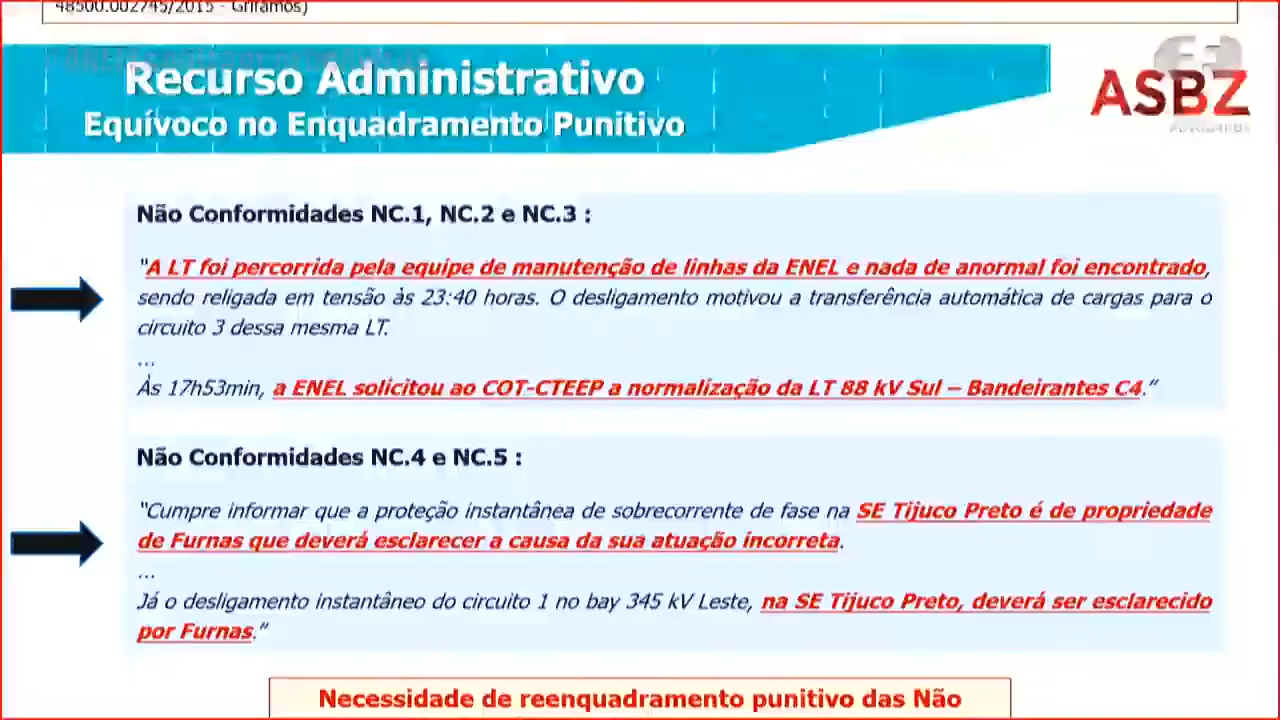 48500.002745/2015 - Grifamos)
Recurso Administrativo
Equívoco no Enquadramento Punitivo
ASBZ
ADVOGADOS
Não Conformidades NC.1, NC.2 e NC.3 :
"A LT foi percorrida pela equipe de manutenção de linhas da ENEL e nada de anormal foi encontrado,
sendo religada em tensão às 23:40 horas. O desligamento motivou a transferência automática de cargas para o
circuito 3 dessa mesma LT.
...
Às 17h53min, a ENEL solicitou ao COT-CTEEP a normalização da LT 88 kV Sul – Bandeirantes C4."
Não Conformidades NC.4 e NC.5 :
"Cumpre informar que a proteção instantânea de sobrecorrente de fase na SE Tijuco Preto é de propriedade
de Furnas que deverá esclarecer a causa da sua atuação incorreta.
...
Já o desligamento instantâneo do circuito 1 no bay 345 kV Leste, na SE Tijuco Preto, deverá ser esclarecido
por Furnas."
Necessidade de reenquadramento punitivo das Não